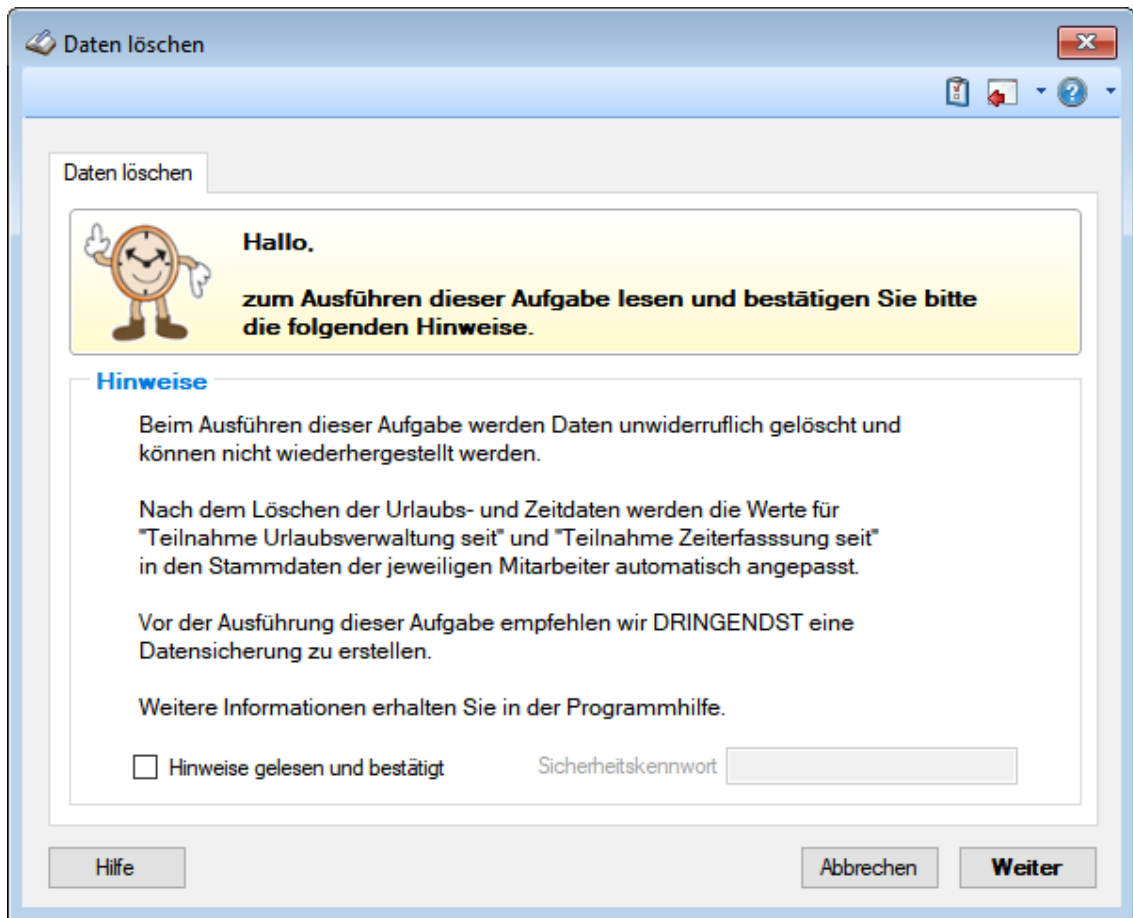 Daten löschen
Daten löschen
Hallo,
zum Ausführen dieser Aufgabe lesen und bestätigen Sie bitte
die folgenden Hinweise.
Hinweise
Beim Ausführen dieser Aufgabe werden Daten unwiderruflich gelöscht und
können nicht wiederhergestellt werden.
Nach dem Löschen der Urlaubs- und Zeitdaten werden die Werte für
"Teilnahme Urlaubsverwaltung seit" und "Teilnahme Zeiterfasssung seit"
in den Stammdaten der jeweiligen Mitarbeiter automatisch angepasst.
Vor der Ausführung dieser Aufgabe empfehlen wir DRINGENDST eine
Datensicherung zu erstellen.
Weitere Informationen erhalten Sie in der Programmhilfe.
Hinweise gelesen und bestätigt Sicherheitskennwort
Hilfe Abbrechen Weiter